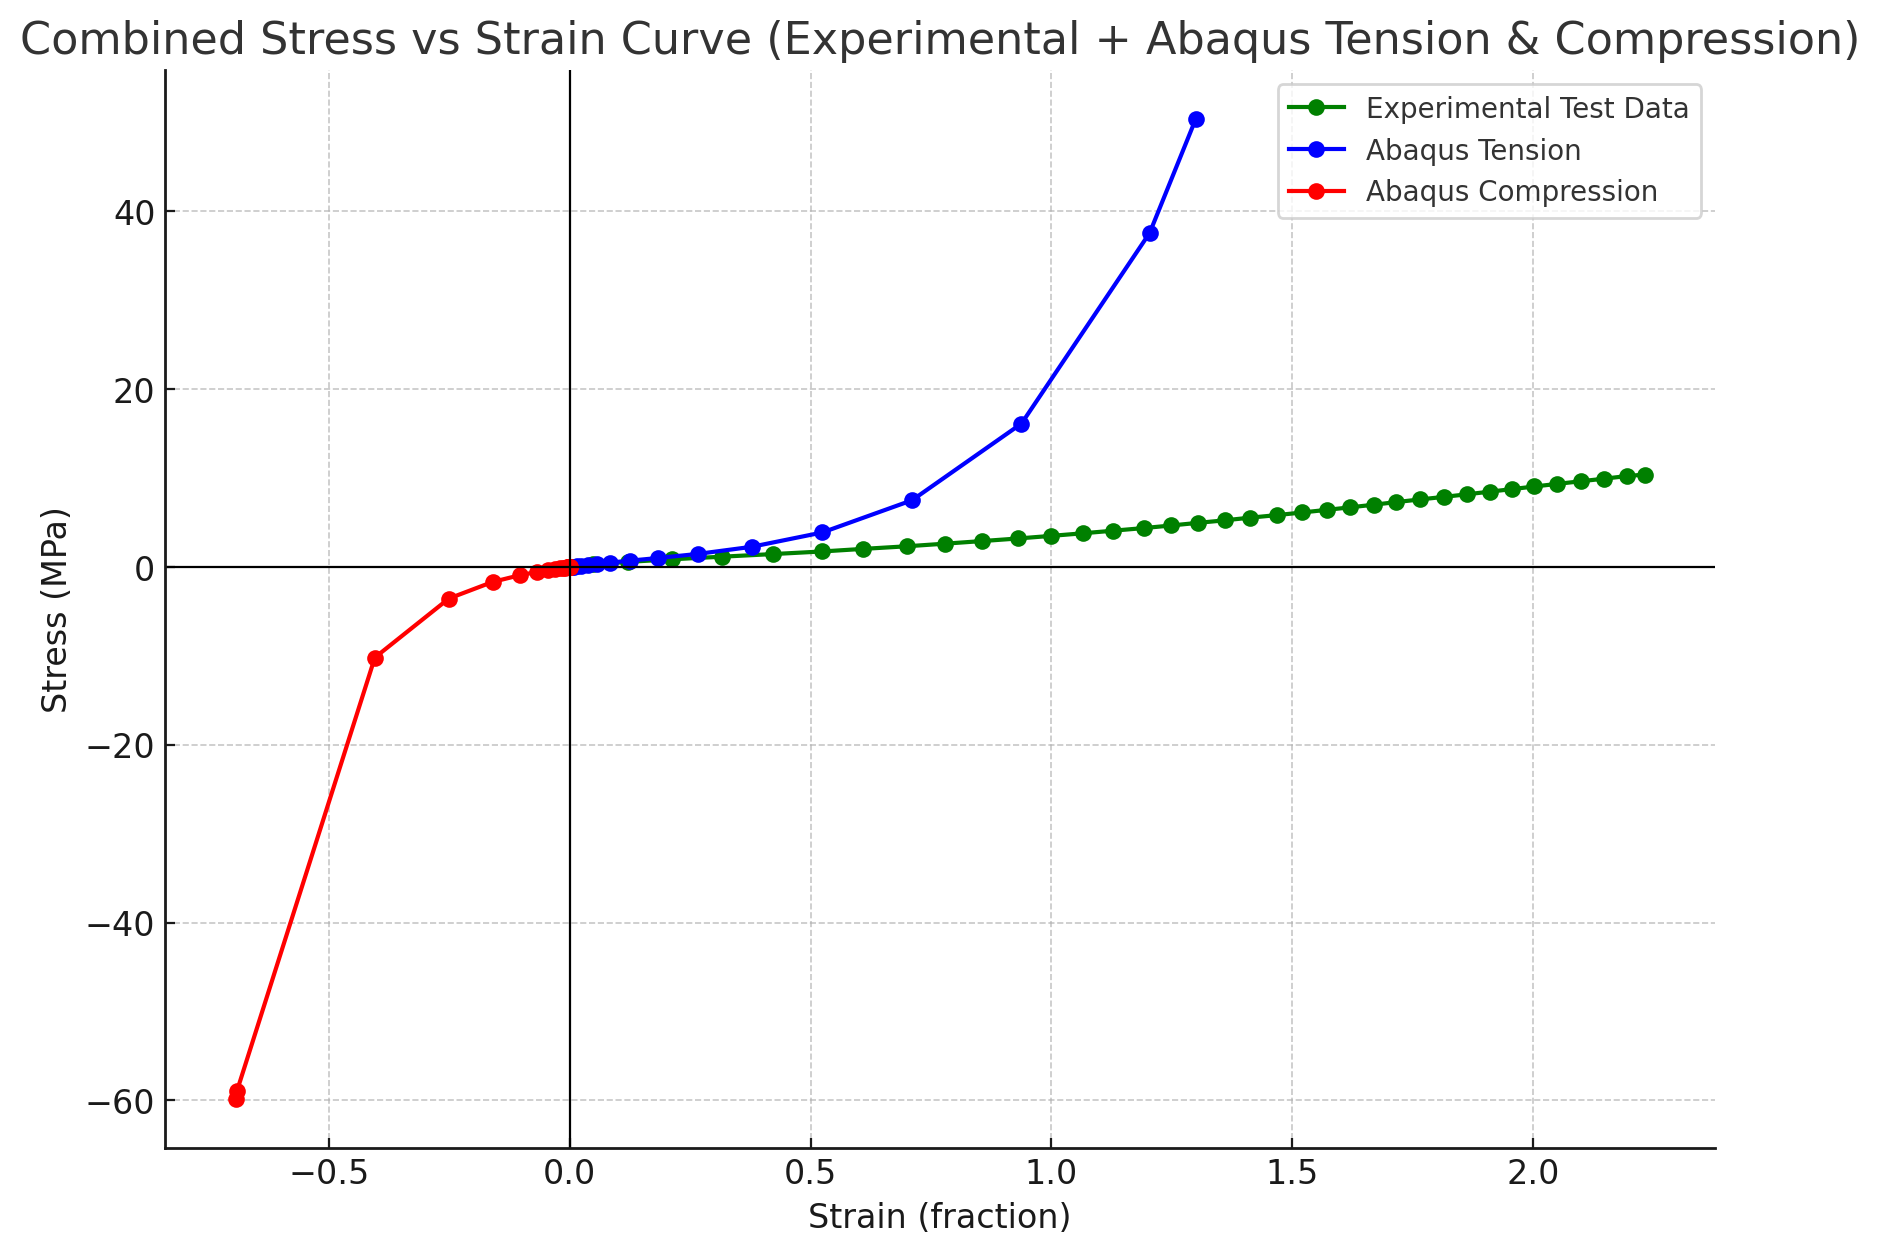 Combined Stress vs Strain Curve (Experimental + Abaqus Tension & Compression)
Experimental Test Data
Abaqus Tension
Abaqus Compression
Stress (MPa)
40
20
0
−20
−40
−60
−0.5
0.0
0.5
1.0
1.5
2.0
Strain (fraction)